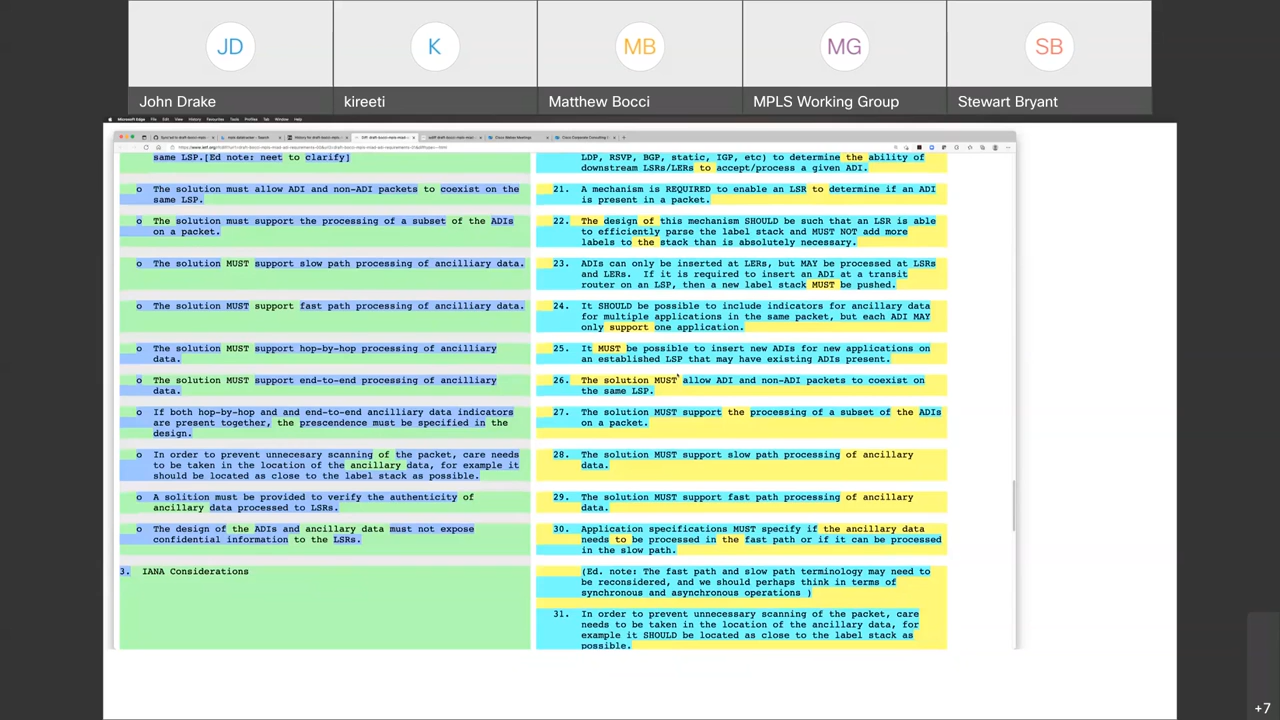 JD
K
MB
MG
SB
John Drake
kireeti
Matthew Bocci
MPLS Working Group
Stewart Bryant
Microsoft Edge File Edit View History Favourites Tools Profiles Tab Window Help
same LSP.[Ed note: neet to clarify]
o The solution must allow ADI and non-ADI packets to coexist on the
same LSP.
o The solution must support the processing of a subset of the ADIs
on a packet.
o The solution MUST support slow path processing of ancilliary data.
o The solution MUST support fast path processing of ancilliary data.
o The solution MUST support hop-by-hop processing of ancilliary
data.
o The solution MUST support end-to-end processing of ancilliary
data.
o If both hop-by-hop and and end-to-end ancilliary data indicators
are present together, the prescendence must be specified in the
design.
o In order to prevent unnecesary scanning of the packet, care needs
to be taken in the location of the ancillary data, for example it
should be located as close to the label stack as possible.
o A solition must be provided to verify the authenticity of
ancillary data processed to LSRs.
o The design of the ADIs and ancillary data must not expose
confidential information to the LSRs.
3. IANA Considerations
LDP, RSVP, BGP, static, IGP, etc) to determine the ability of
downstream LSRs/LERs to accept/process a given ADI.
21. A mechanism is REQUIRED to enable an LSR to determine if an ADI
is present in a packet.
22. The design of this mechanism SHOULD be such that an LSR is able
to efficiently parse the label stack and MUST NOT add more
labels to the stack than is absolutely necessary.
23. ADIs can only be inserted at LERs, but MAY be processed at LSRs
and LERs. If it is required to insert an ADI at a transit
router on an LSP, then a new label stack MUST be pushed.
24. It SHOULD be possible to include indicators for ancillary data
for multiple applications in the same packet, but each ADI MAY
only support one application.
25. It MUST be possible to insert new ADIs for new applications on
an established LSP that may have existing ADIs present.
26. The solution MUST allow ADI and non-ADI packets to coexist on
the same LSP.
27. The solution MUST support the processing of a subset of the ADIs
on a packet.
28. The solution MUST support slow path processing of ancillary
data.
29. The solution MUST support fast path processing of ancillary
data.
30. Application specifications MUST specify if the ancillary data
needs to be processed in the fast path or if it can be processed
in the slow path.
(Ed. note: The fast path and slow path terminology may need to
be reconsidered, and we should perhaps think in terms of
synchronous and asynchronous operations )
31. In order to prevent unnecessary scanning of the packet, care
needs to be taken in the location of the ancillary data, for
example it SHOULD be located as close to the label stack as
possible.
+7